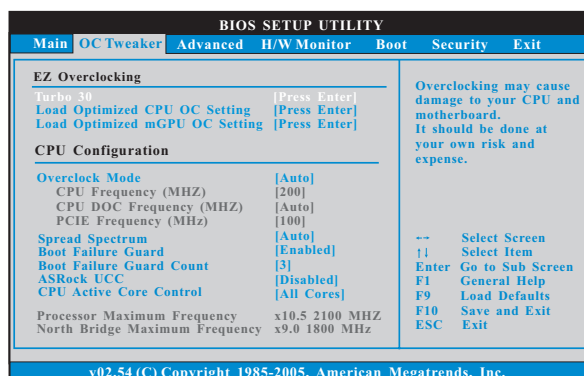 BIOS SETUP UTILITY
Main OC Tweaker Advanced H/W Monitor Boot Security Exit
EZ Overclocking
Turbo 30 [Press Enter]
Load Optimized CPU OC Setting [Press Enter]
Load Optimized mGPU OC Setting [Press Enter]
CPU Configuration
Overclock Mode [Auto]
CPU Frequency (MHZ) [200]
CPU DOC Frequency (MHZ) [Auto]
PCIE Frequency (MHz) [100]
Spread Spectrum [Auto]
Boot Failure Guard [Enabled]
Boot Failure Guard Count [3]
ASRock UCC [Disabled]
CPU Active Core Control [All Cores]
Processor Maximum Frequency x10.5 2100 MHZ
North Bridge Maximum Frequency x9.0 1800 MHz
Overclocking may cause
damage to your CPU and
motherboard.
It should be done at
your own risk and
expense.
←→ Select Screen
↑↓ Select Item
Enter Go to Sub Screen
F1 General Help
F9 Load Defaults
F10 Save and Exit
ESC Exit
v02.54 (C) Copyright 1985-2005, American Megatrends, Inc.